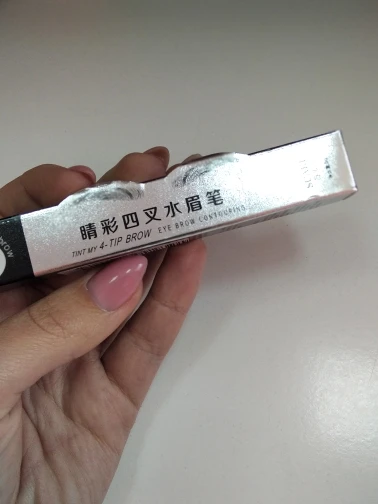 睛彩四叉水眉笔
TINT MY 4-TIP BROW EYE BROW CONTOURING